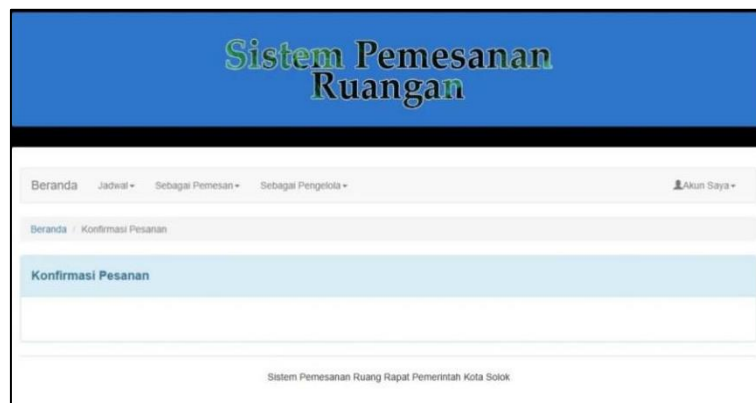 Sistem Pemesanan
Ruangan
Beranda Jadwal Sebagai Pemesan Sebagai Pengelola Akun Saya
Beranda / Konfirmasi Pesanan
Konfirmasi Pesanan
Sistem Pemesanan Ruang Rapat Pemerintah Kota Solok